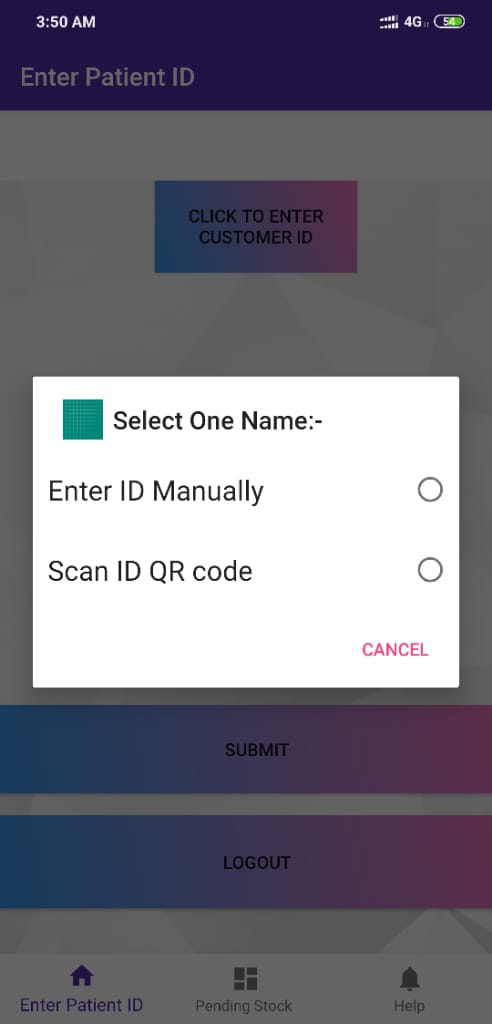 3:50 AM
4G
54
Enter Patient ID
CLICK TO ENTER
CUSTOMER ID
Select One Name:-
Enter ID Manually
Scan ID QR code
CANCEL
SUBMIT
LOGOUT
Enter Patient ID
Pending Stock
Help